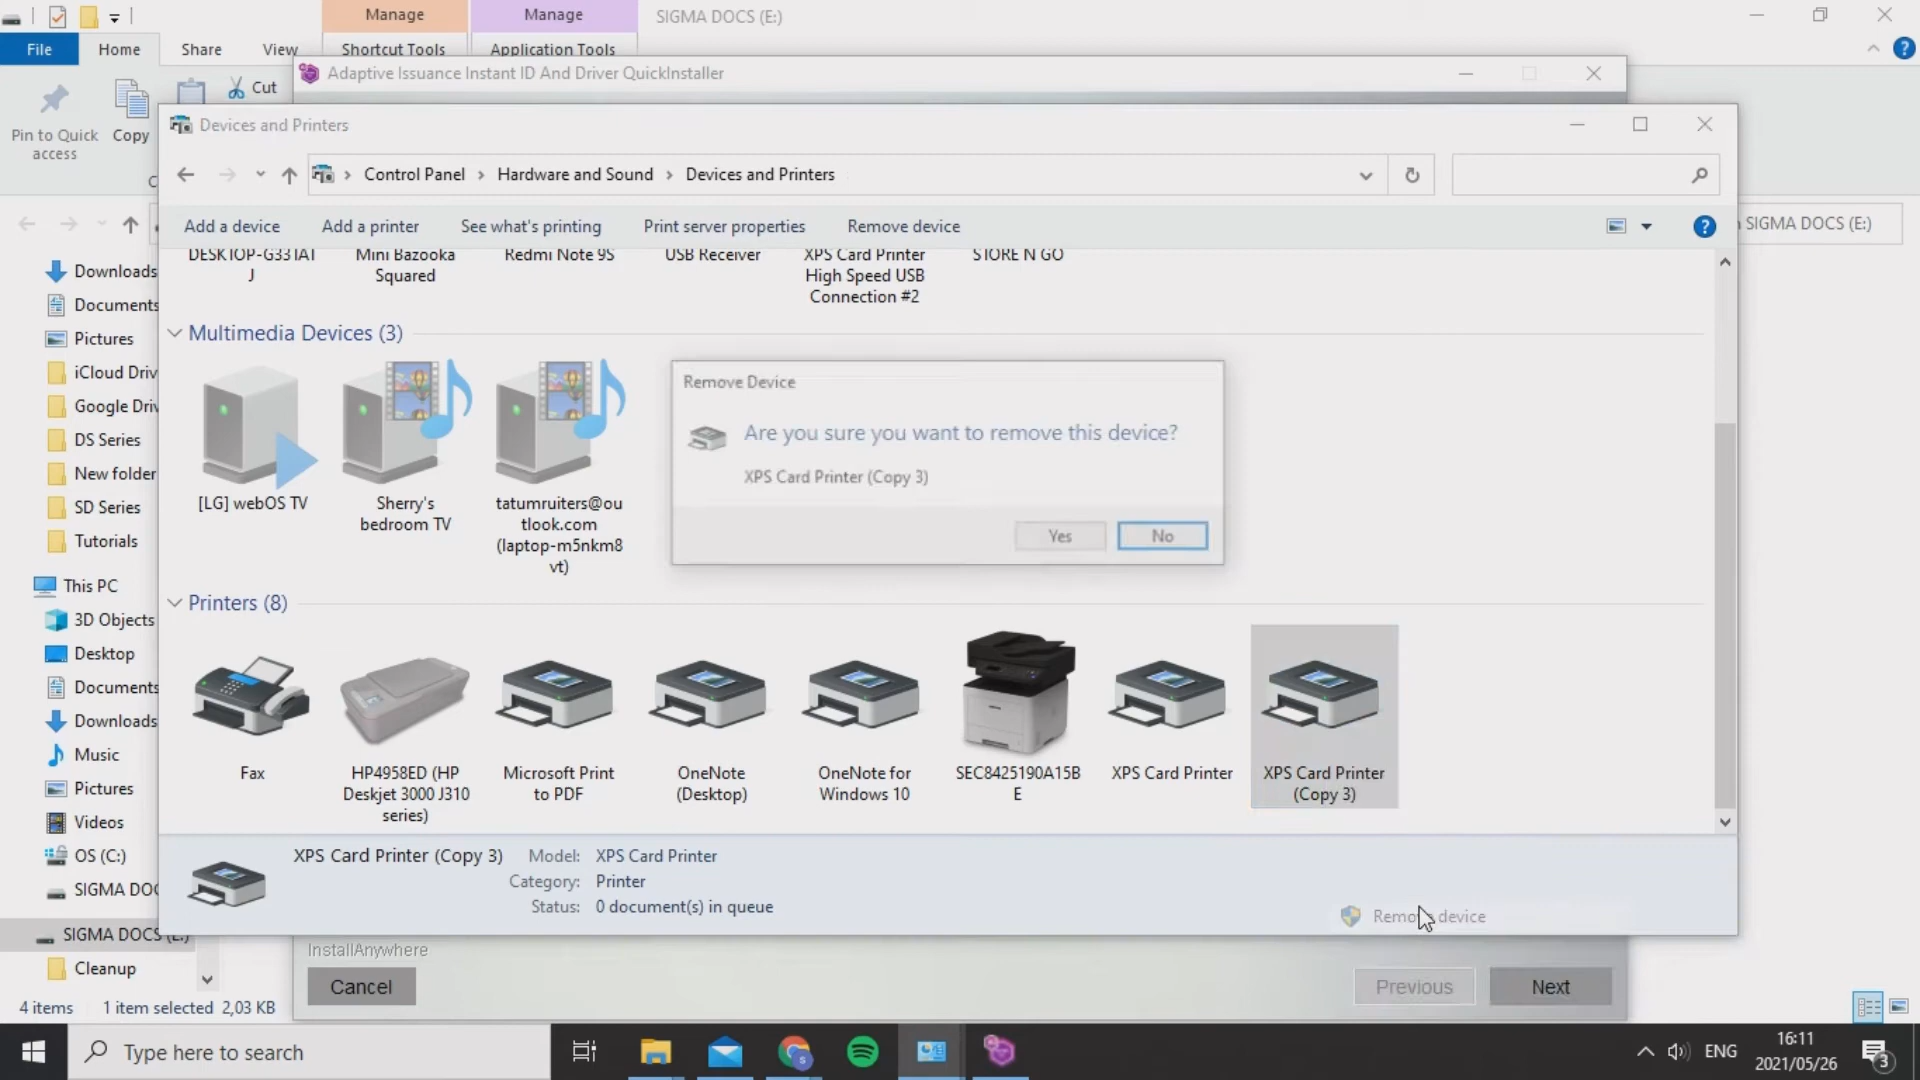 Manage
Manage
SIGMA DOCS (E:)
File
Home
Share
View
Shortcut Tools
Application Tools
Adaptive Issuance Instant ID And Driver QuickInstaller
Cut
Pin to Quick
access
Copy
Devices and Printers
Control Panel
Hardware and Sound
Devices and Printers
Add a device
Add a printer
See what's printing
Print server properties
Remove device
SIGMA DOCS (E:)
DESKTOP-G33TAT
J
Mini Bazooka
Squared
Redmi Note 9S
USB Receiver
XPS Card Printer
High Speed USB
Connection #2
STORE N GO
Downloads
Documents
Pictures
iCloud Driv
Google Driv
DS Series
New folder
SD Series
Tutorials
This PC
3D Objects
Desktop
Documents
Downloads
Music
Pictures
Videos
OS (C:)
SIGMA DOC
SIGMA DOCS (E:)
Cleanup
Multimedia Devices (3)
[LG] webOS TV
Sherry's
bedroom TV
tatumruiters@ou
tlook.com
(laptop-m5nkm8
vt)
Remove Device
Are you sure you want to remove this device?
XPS Card Printer (Copy 3)
Yes
No
Printers (8)
Fax
HP4958ED (HP
Deskjet 3000 J310
series)
Microsoft Print
to PDF
OneNote
(Desktop)
OneNote for
Windows 10
SEC8425190A15B
E
XPS Card Printer
XPS Card Printer
(Copy 3)
XPS Card Printer (Copy 3)
Model: XPS Card Printer
Category: Printer
Status: 0 document(s) in queue
Remove device
InstallAnywhere
Cancel
Previous
Next
4 items
1 item selected 2,03 KB
Type here to search
ENG
16:11
2021/05/26
3